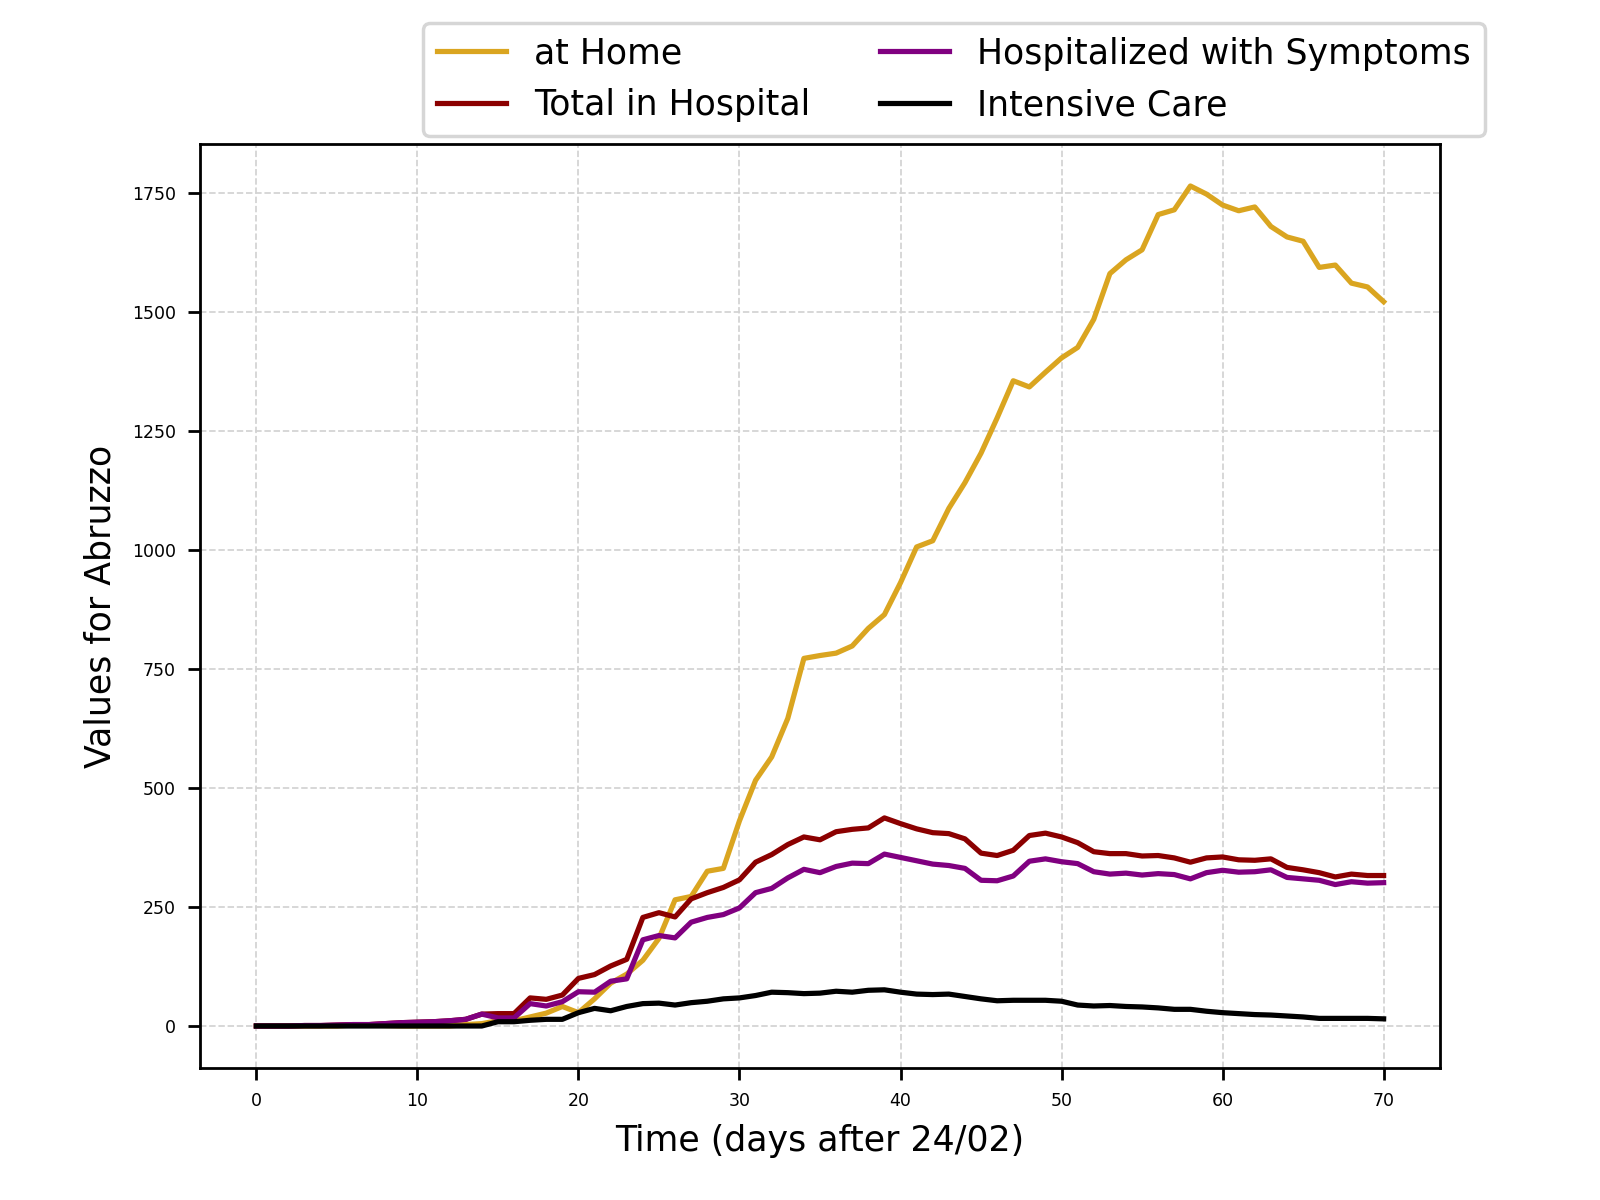 at Home
Total in Hospital
Hospitalized with Symptoms
Intensive Care
Values for Abruzzo
1750
1500
1250
1000
750
500
250
0
0 10 20 30 40 50 60 70
Time (days after 24/02)